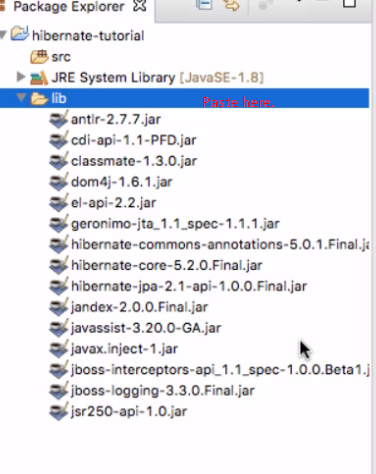 Package Explorer
hibernate-tutorial
src
JRE System Library [JavaSE-1.8]
lib Paste here.
antlr-2.7.7.jar
cdi-api-1.1-PFD.jar
classmate-1.3.0.jar
dom4j-1.6.1.jar
el-api-2.2.jar
geronimo-jta_1.1_spec-1.1.1.jar
hibernate-commons-annotations-5.0.1.Final.ja
hibernate-core-5.2.0.Final.jar
hibernate-jpa-2.1-api-1.0.0.Final.jar
jandex-2.0.0.Final.jar
javassist-3.20.0-GA.jar
javax.inject-1.jar
jboss-interceptors-api_1.1_spec-1.0.0.Beta1.j
jboss-logging-3.3.0.Final.jar
jsr250-api-1.0.jar